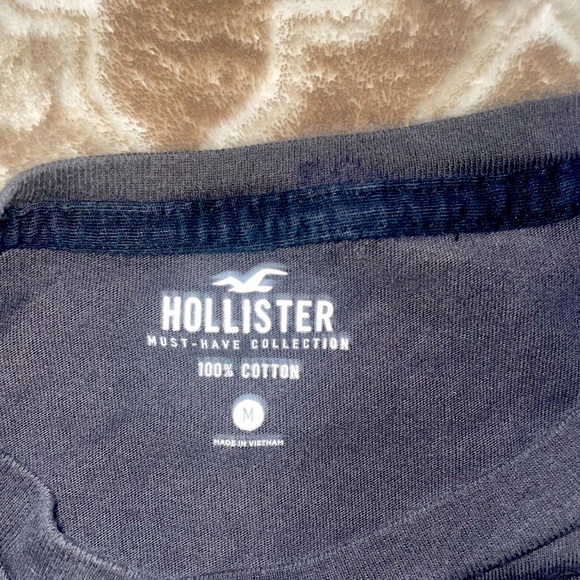 HOLLISTER
MUST-HAVE COLLECTION
100% COTTON
M
MADE IN VIETNAM